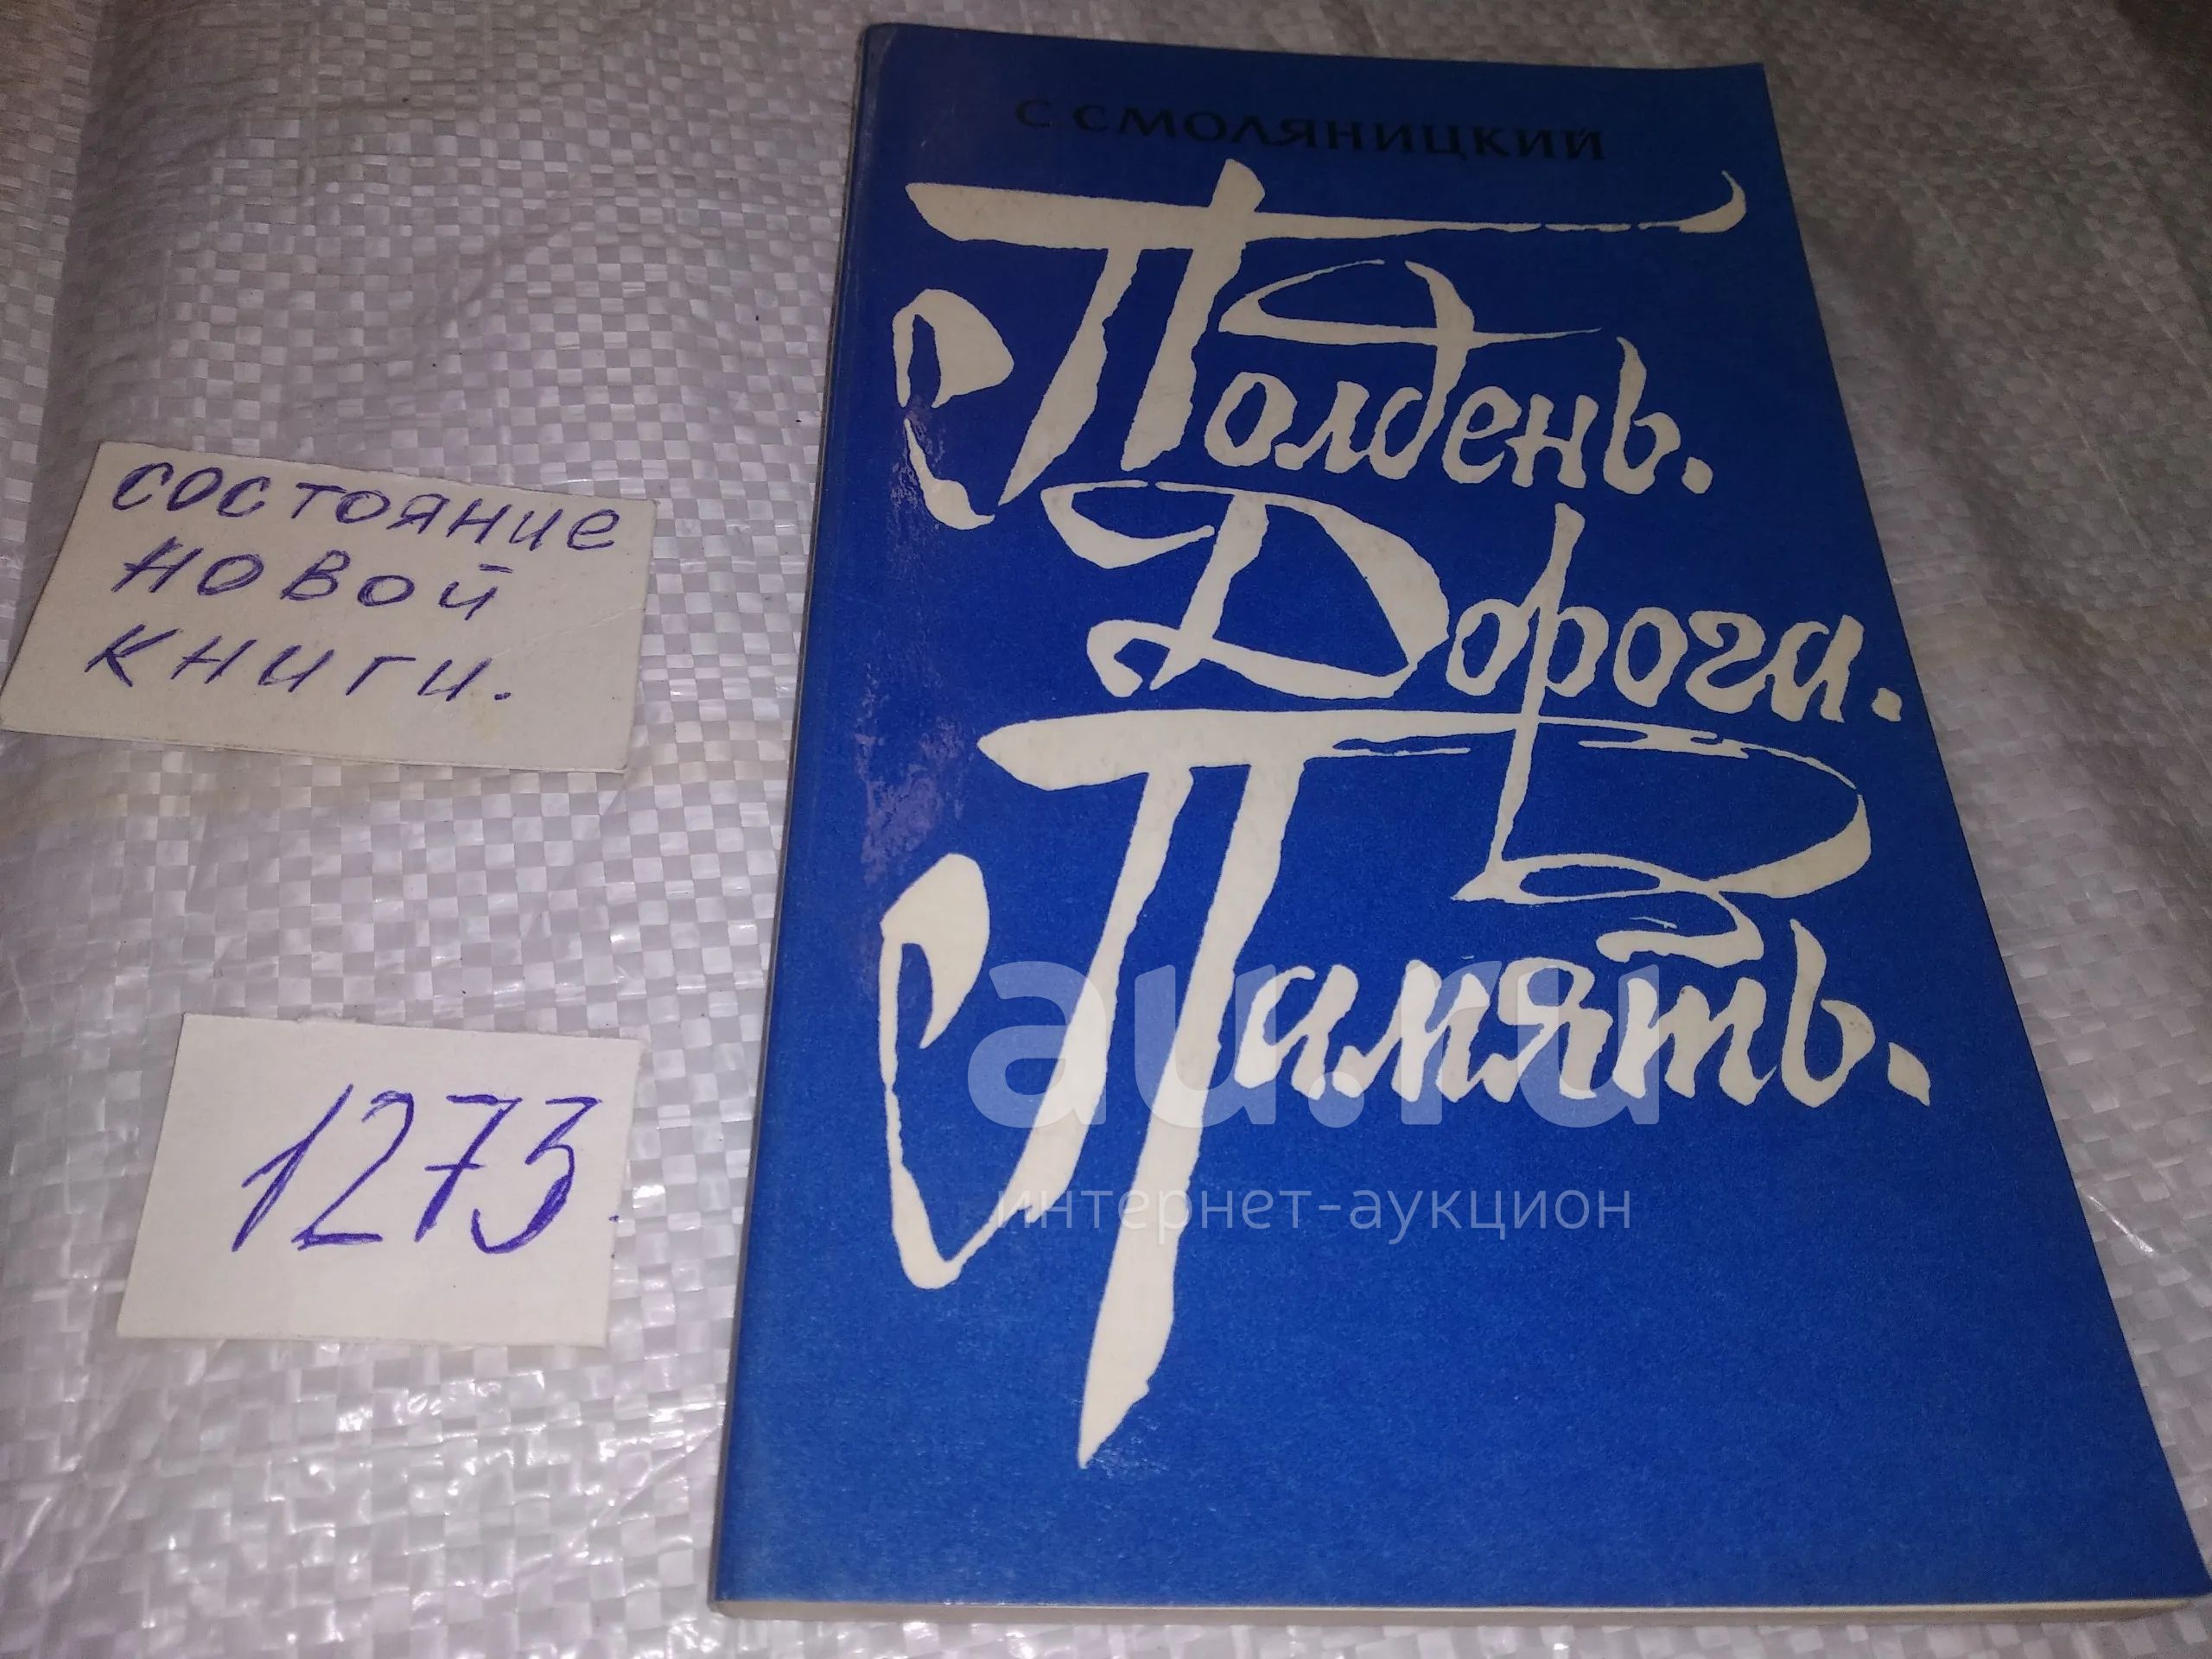 состояние
новой
книги.
1273
С. СМОЛЯНИЦКИЙ
Полдень.
Дорога.
Память.
au.ru
интернет-аукцион